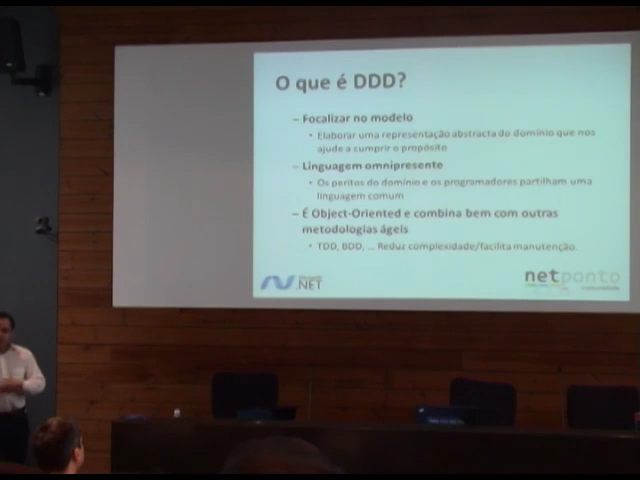 O que é DDD?
– Focalizar no modelo
• Elaborar uma representação abstracta do domínio que nos
ajude a cumprir o propósito
– Linguagem omnipresente
• Os peritos do domínio e os programadores partilham uma
linguagem comum
– É Object-Oriented e combina bem com outras
metodologias ágeis
• TDD, BDD, ... Reduz complexidade/facilita manutenção.
.NET
netponto